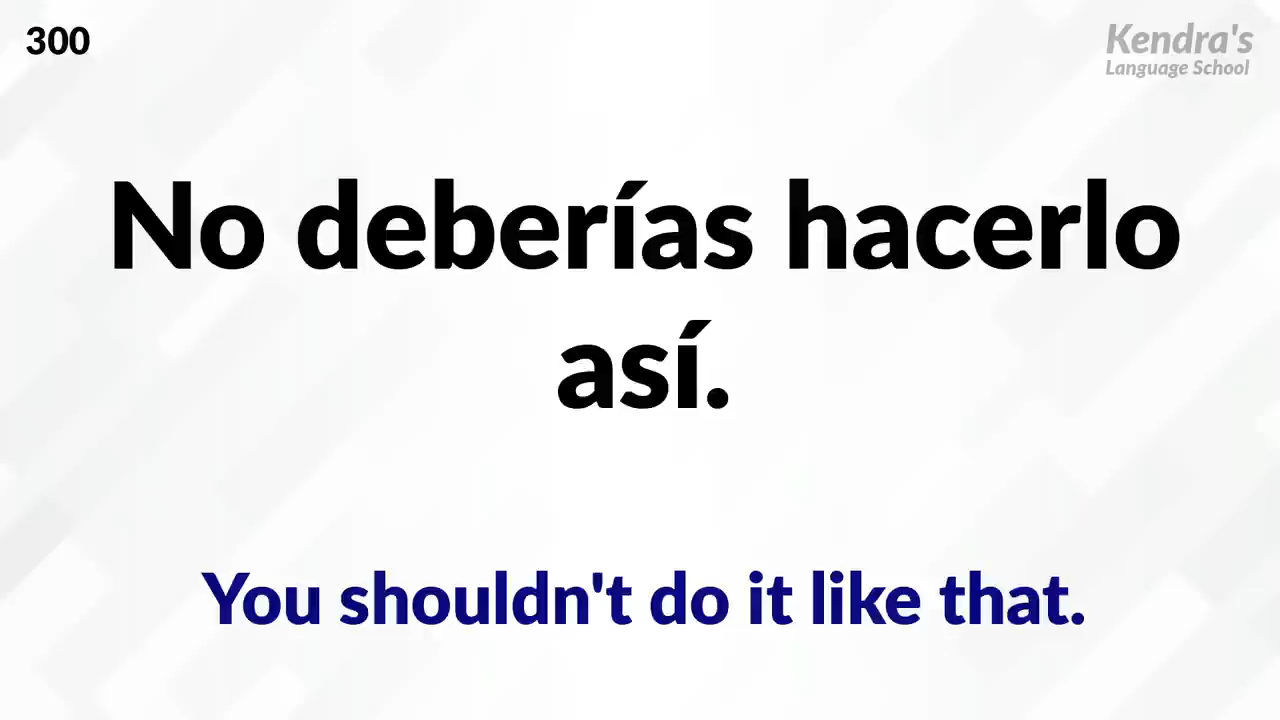 300
Kendra's
Language School
No deberías hacerlo
así.
You shouldn't do it like that.